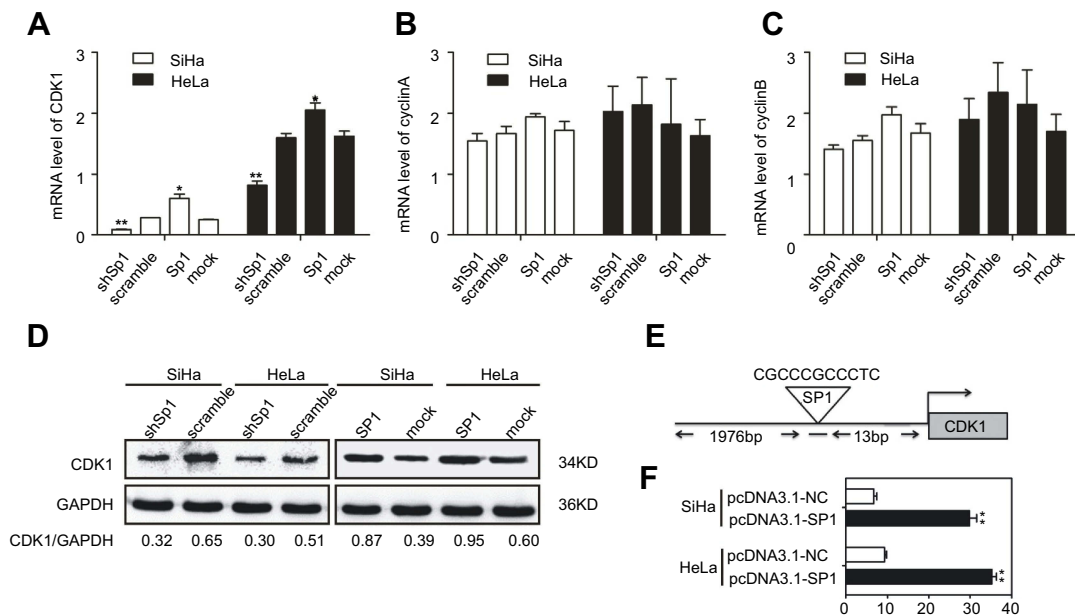 A
mRNA level of CDK1
3
2
1
0
SiHa
HeLa
**
*
**
*
shSp1
scramble
Sp1
mock
shSp1
scramble
Sp1
mock
B
mRNA level of cyclinA
3
2
1
0
SiHa
HeLa
shSp1
scramble
Sp1
mock
shSp1
scramble
Sp1
mock
C
mRNA level of cyclinB
3
2
1
0
SiHa
HeLa
shSp1
scramble
Sp1
mock
shSp1
scramble
Sp1
mock
D
SiHa HeLa SiHa HeLa
shSp1 scramble shSp1 scramble SP1 mock SP1 mock
CDK1 34KD
GAPDH 36KD
CDK1/GAPDH 0.32 0.65 0.30 0.51 0.87 0.39 0.95 0.60
E
CGCCCGCCCTC
SP1
1976bp 13bp CDK1
F
SiHa
pcDNA3.1-NC
pcDNA3.1-SP1 **
HeLa
pcDNA3.1-NC
pcDNA3.1-SP1 **
0 10 20 30 40